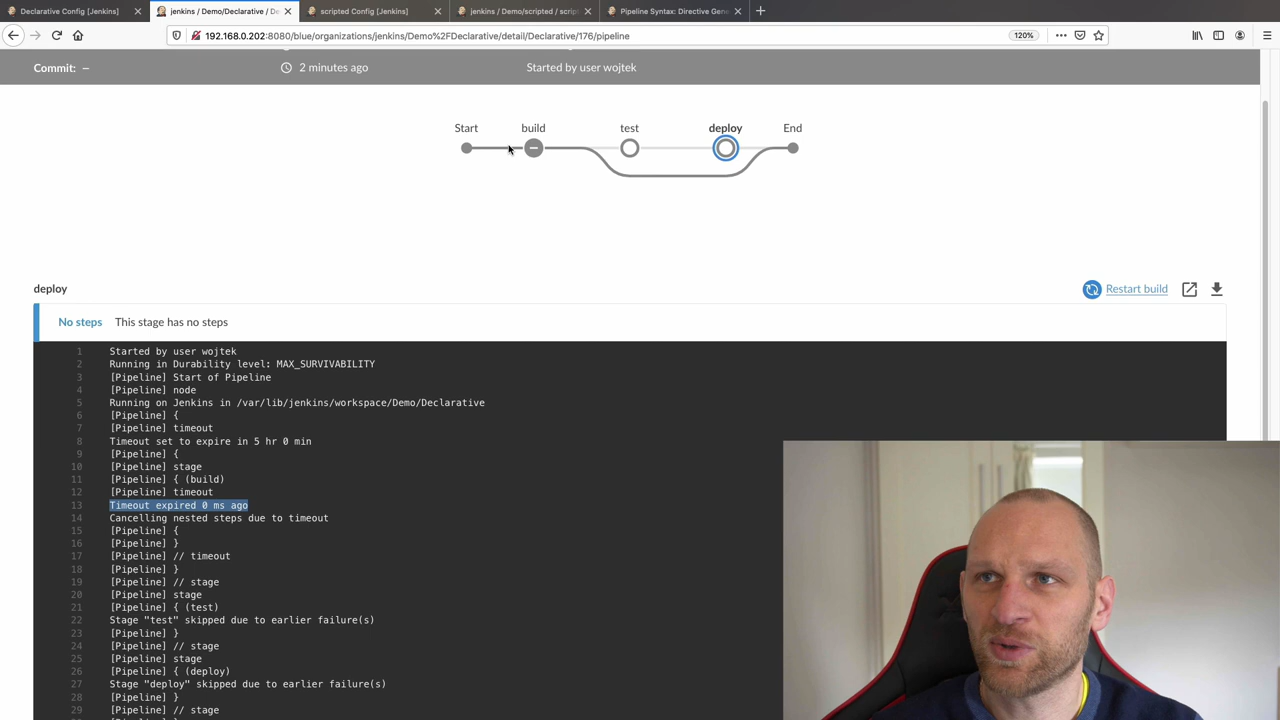 Declarative Config [Jenkins]
jenkins / Demo/Declarative / De
scripted Config [Jenkins]
jenkins / Demo/scripted / script
Pipeline Syntax: Directive Gene
192.168.0.202:8080/blue/organizations/jenkins/Demo%2FDeclarative/detail/Declarative/176/pipeline
120%
Commit: –
2 minutes ago
Started by user wojtek
Start
build
test
deploy
End
deploy
Restart build
No steps This stage has no steps
1 Started by user wojtek
2 Running in Durability level: MAX_SURVIVABILITY
3 [Pipeline] Start of Pipeline
4 [Pipeline] node
5 Running on Jenkins in /var/lib/jenkins/workspace/Demo/Declarative
6 [Pipeline] {
7 [Pipeline] timeout
8 Timeout set to expire in 5 hr 0 min
9 [Pipeline] {
10 [Pipeline] stage
11 [Pipeline] { (build)
12 [Pipeline] timeout
13 Timeout expired 0 ms ago
14 Cancelling nested steps due to timeout
15 [Pipeline] {
16 [Pipeline] }
17 [Pipeline] // timeout
18 [Pipeline] }
19 [Pipeline] // stage
20 [Pipeline] stage
21 [Pipeline] { (test)
22 Stage "test" skipped due to earlier failure(s)
23 [Pipeline] }
24 [Pipeline] // stage
25 [Pipeline] stage
26 [Pipeline] { (deploy)
27 Stage "deploy" skipped due to earlier failure(s)
28 [Pipeline] }
29 [Pipeline] // stage